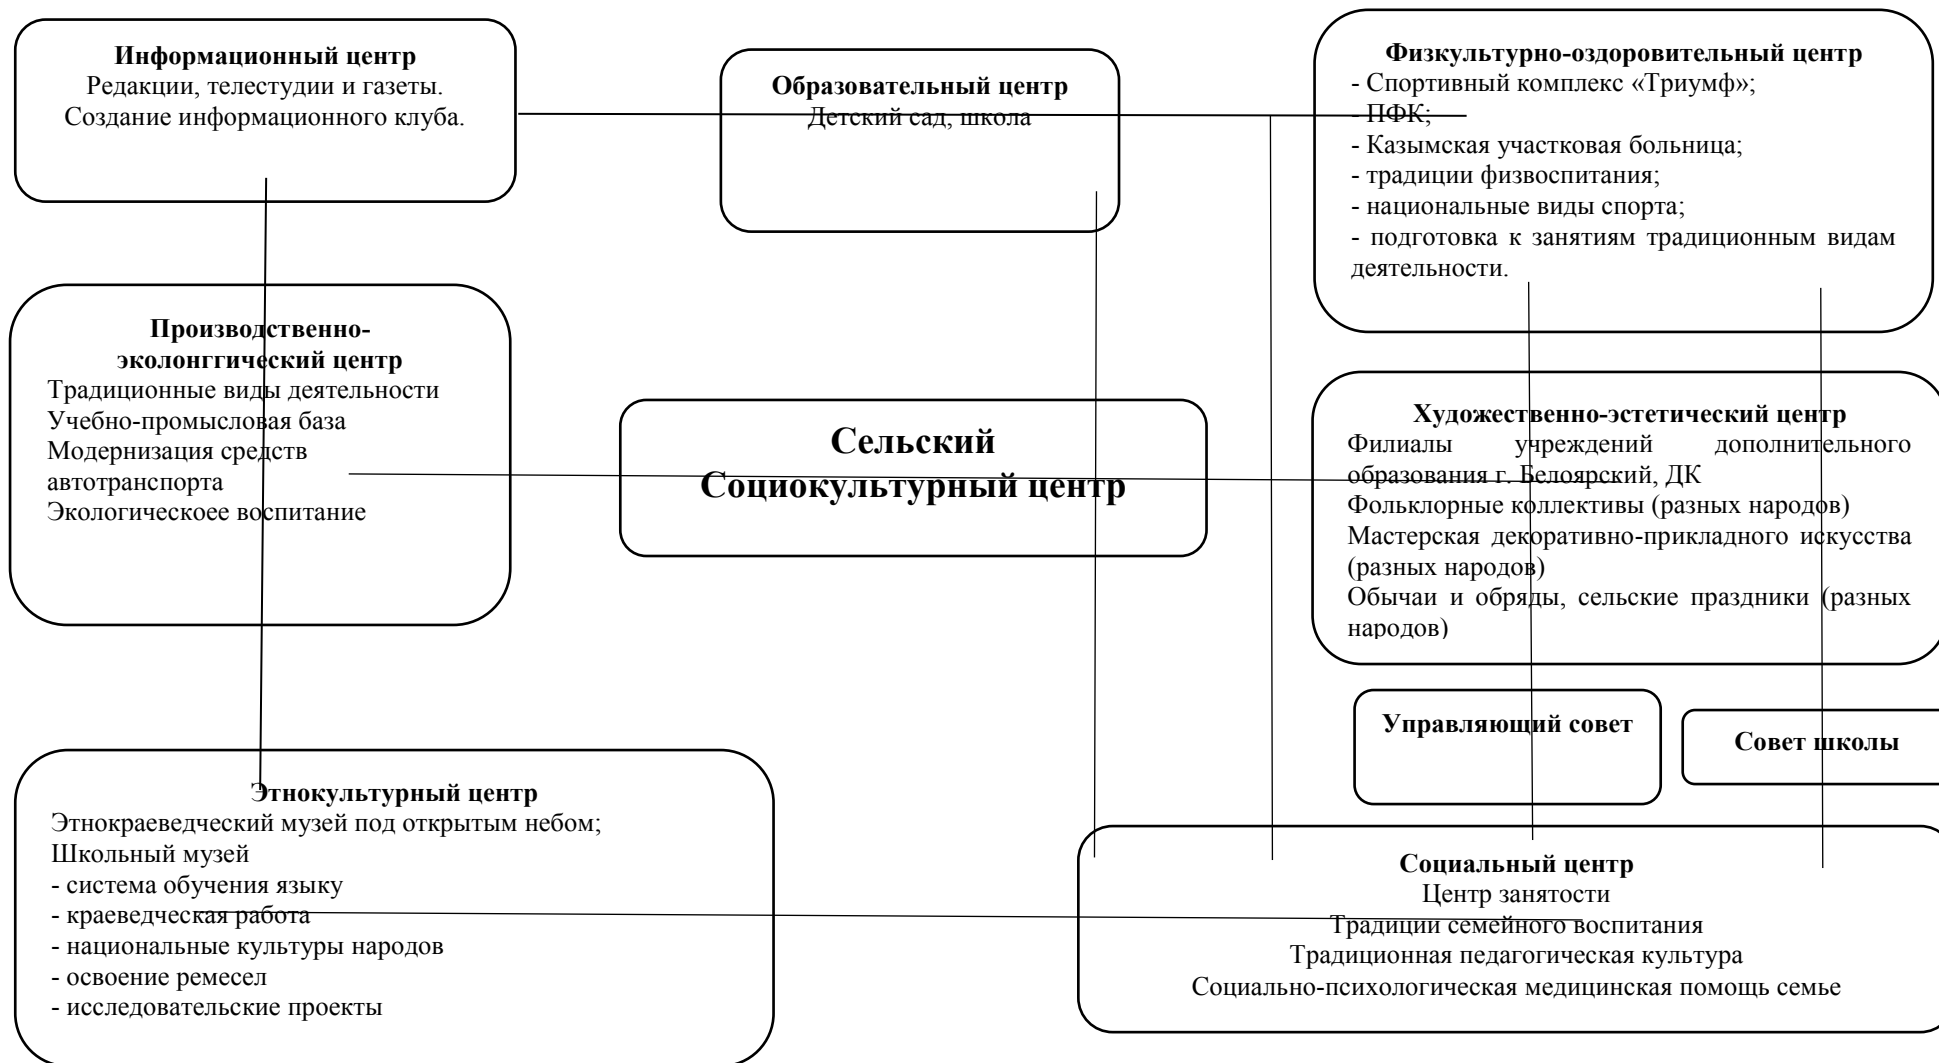 Информационный центр
Редакции, телестудии и газеты.
Создание информационного клуба.
Образовательный центр
Детский сад, школа
Физкультурно-оздоровительный центр
- Спортивный комплекс «Триумф»;
- ПФК;
- Казымская участковая больница;
- традиции физвоспитания;
- национальные виды спорта;
- подготовка к занятиям традиционным видам
деятельности.
Производственно-
эколонггический центр
Традиционные виды деятельности
Учебно-промысловая база
Модернизация средств
автотранспорта
Экологическоее воспитание
Сельский
Социокультурный центр
Художественно-эстетический центр
Филиалы учреждений дополнительного
образования г. Белоярский, ДК
Фольклорные коллективы (разных народов)
Мастерская декоративно-прикладного искусства
(разных народов)
Обычаи и обряды, сельские праздники (разных
народов)
Управляющий совет
Совет школы
Этнокультурный центр
Этнокраеведческий музей под открытым небом;
Школьный музей
- система обучения языку
- краеведческая работа
- национальные культуры народов
- освоение ремесел
- исследовательские проекты
Социальный центр
Центр занятости
Традиции семейного воспитания
Традиционная педагогическая культура
Социально-психологическая медицинская помощь семье